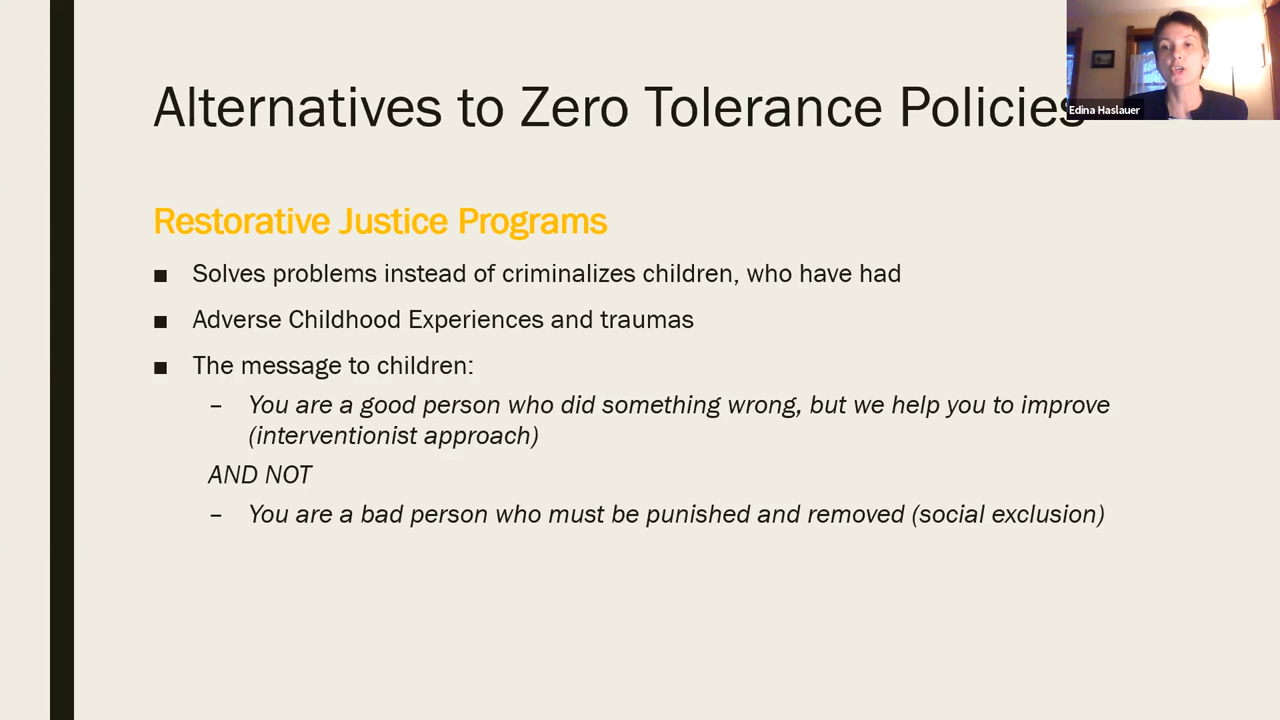 Alternatives to Zero Tolerance Policies
Edina Haslauer
Restorative Justice Programs
■ Solves problems instead of criminalizes children, who have had
■ Adverse Childhood Experiences and traumas
■ The message to children:
– You are a good person who did something wrong, but we help you to improve
(interventionist approach)
AND NOT
– You are a bad person who must be punished and removed (social exclusion)